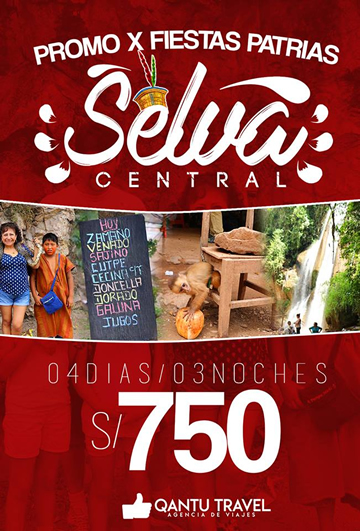 PROMO X FIESTAS PATRIAS
Selva
CENTRAL
HOY
ZAMAÑO
VENADO
SAJINO
CUTPE
CECINA
DONCELLA
DORADO
GALLINA
JUGOS
04DIAS/03NOCHES
S/750
QANTU TRAVEL
AGENCIA DE VIAJES